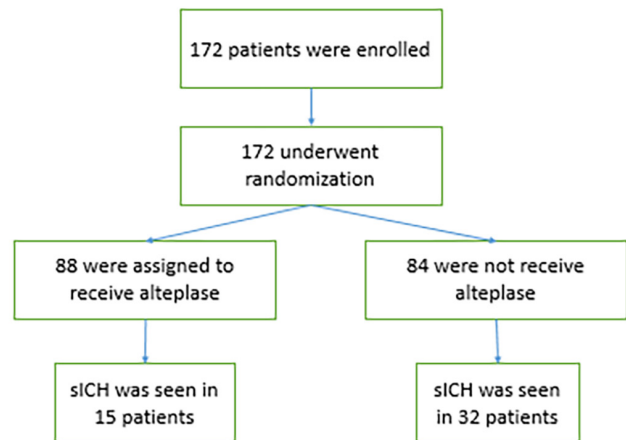 172 patients were enrolled
172 underwent
randomization
88 were assigned to
receive alteplase
84 were not receive
alteplase
sICH was seen in
15 patients
sICH was seen
in 32 patients